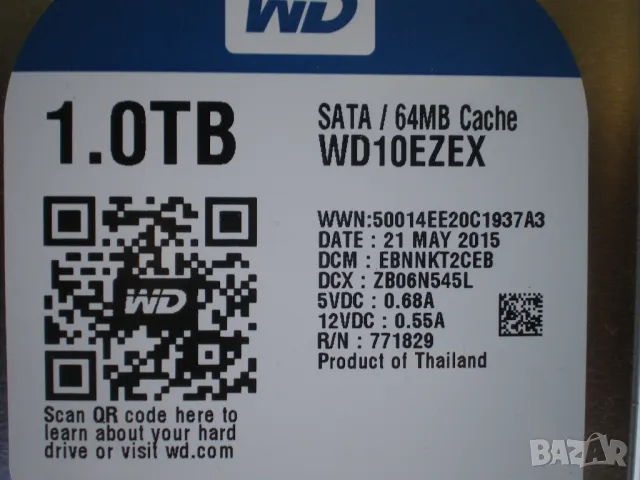 WD
1.0TB
SATA / 64MB Cache
WD10EZEX
WWN:50014EE20C1937A3
DATE : 21 MAY 2015
DCM : EBNNKT2CEB
DCX : ZB06N545L
5VDC : 0.68A
12VDC : 0.55A
R/N : 771829
Product of Thailand
WD
Scan QR code here to
learn about your hard
drive or visit wd.com
BAZAR